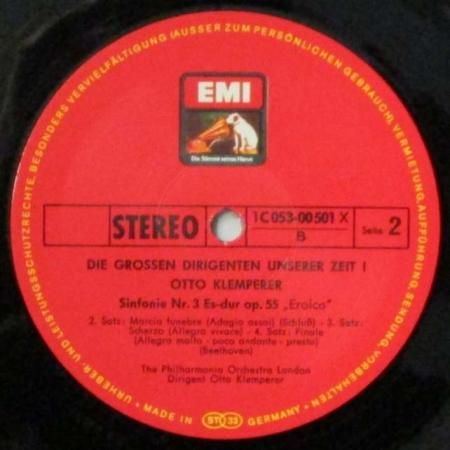 URHEBER- UND LEISTUNGSSCHUTZRECHTE, BESONDERS VERVIELFÄLTIGUNG (AUSSER ZUM PERSÖNLICHEN GEBRAUCH), VERMIETUNG, AUFFÜHRUNG, SENDUNG, VORBEHALTEN
EMI
Die Stimme seines Herrn
STEREO
1C 053-00 501 X
B
Seite 2
DIE GROSSEN DIRIGENTEN UNSERER ZEIT I
OTTO KLEMPERER
Sinfonie Nr. 3 Es-dur op. 55 „Eroica"
2. Satz: Marcia funebre (Adagio assai) (Schluß) - 3. Satz:
Scherzo (Allegro vivace) - 4. Satz: Finale
(Allegro molto - poco andante - presto)
(Beethoven)
The Philharmonia Orchestra London
Dirigent Otto Klemperer
• MADE IN GERMANY •
ST 33